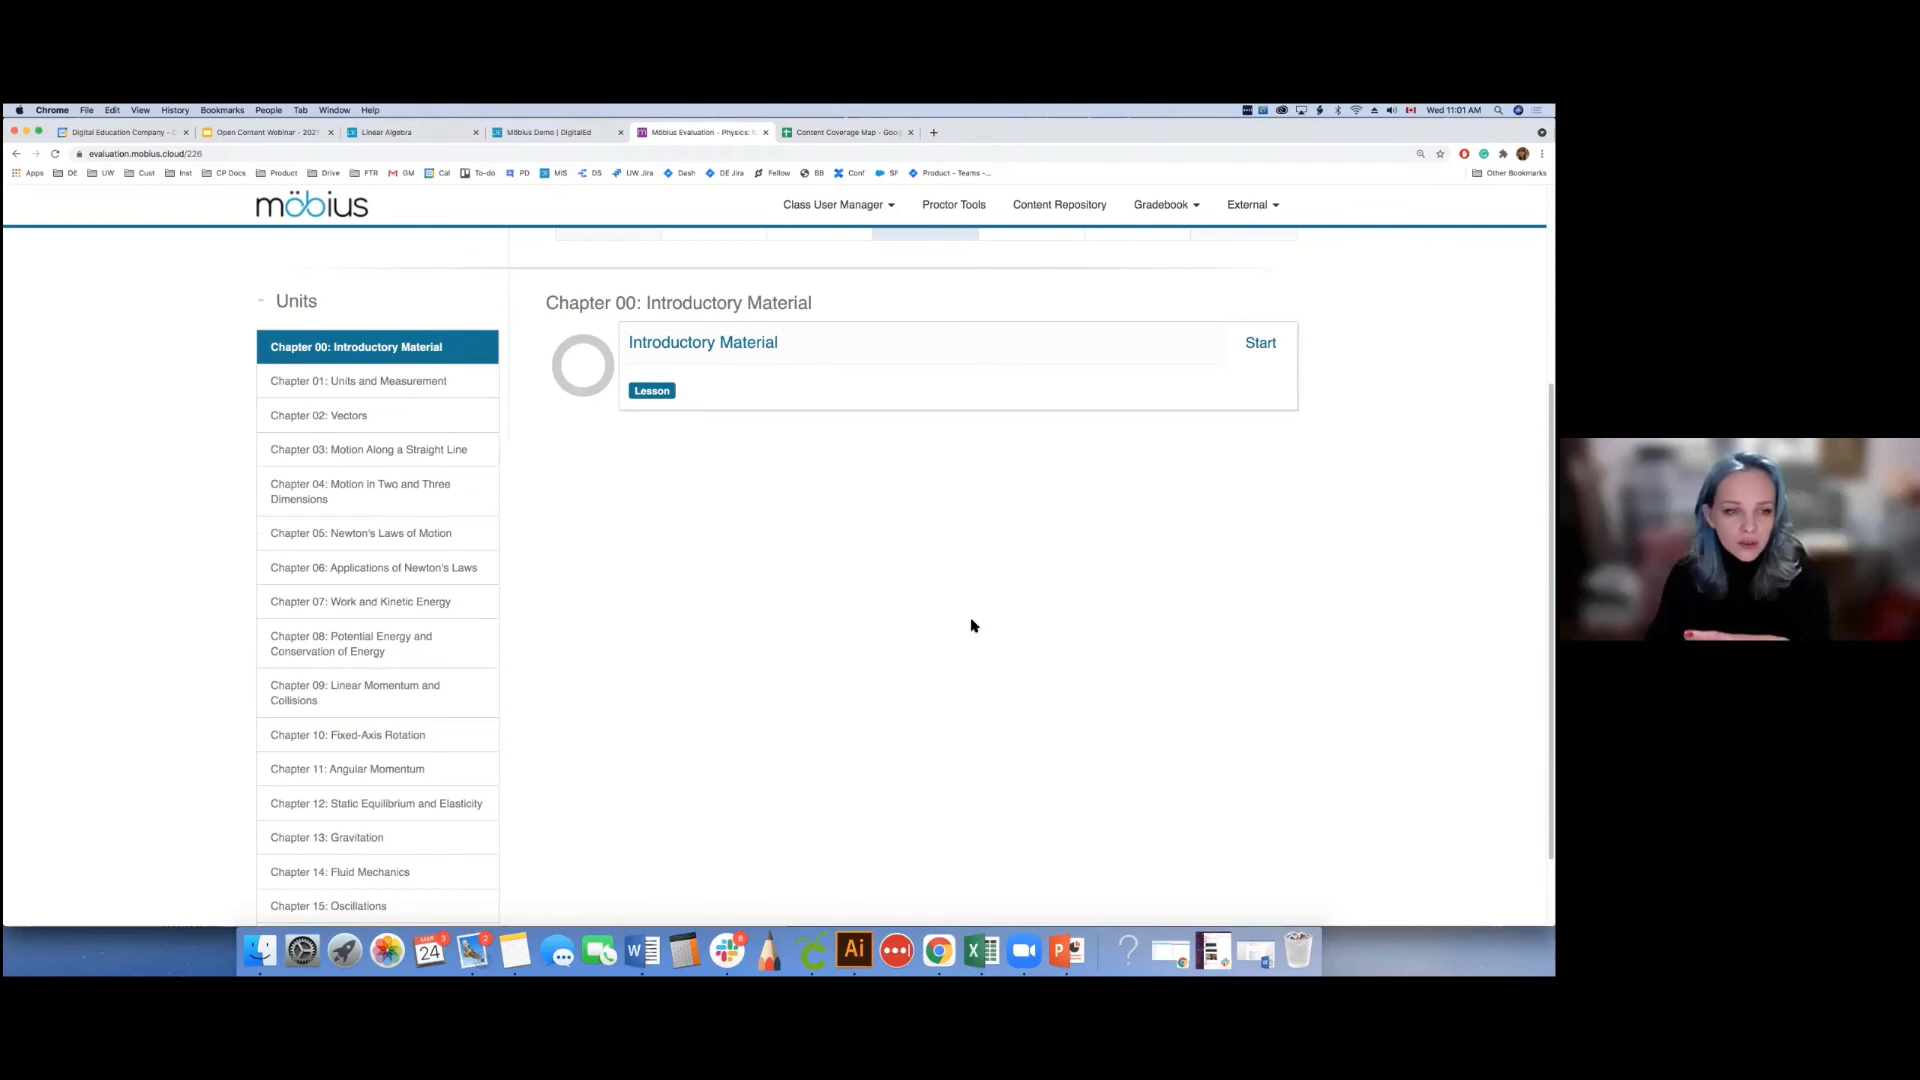 Chrome File Edit View History Bookmarks People Tab Window Help
Wed 11:01 AM
Digital Education Company - C
Open Content Webinar - 2021
Linear Algebra
Möbius Demo | DigitalEd
Möbius Evaluation - Physics: M
Content Coverage Map - Goog
evaluation.mobius.cloud/226
Apps DE UW Cust Inst CP Docs Product Drive FTR GM Cal To-do PD MIS DS UW Jira Dash DE Jira Fellow BB Conf SF Product - Teams -... Other Bookmarks
möbius
Class User Manager Proctor Tools Content Repository Gradebook External
- Units
Chapter 00: Introductory Material
Chapter 01: Units and Measurement
Chapter 02: Vectors
Chapter 03: Motion Along a Straight Line
Chapter 04: Motion in Two and Three
Dimensions
Chapter 05: Newton's Laws of Motion
Chapter 06: Applications of Newton's Laws
Chapter 07: Work and Kinetic Energy
Chapter 08: Potential Energy and
Conservation of Energy
Chapter 09: Linear Momentum and
Collisions
Chapter 10: Fixed-Axis Rotation
Chapter 11: Angular Momentum
Chapter 12: Static Equilibrium and Elasticity
Chapter 13: Gravitation
Chapter 14: Fluid Mechanics
Chapter 15: Oscillations
Chapter 00: Introductory Material
Introductory Material
Start
Lesson
MAR
24
3
2
W
8
Ai
X
P
?